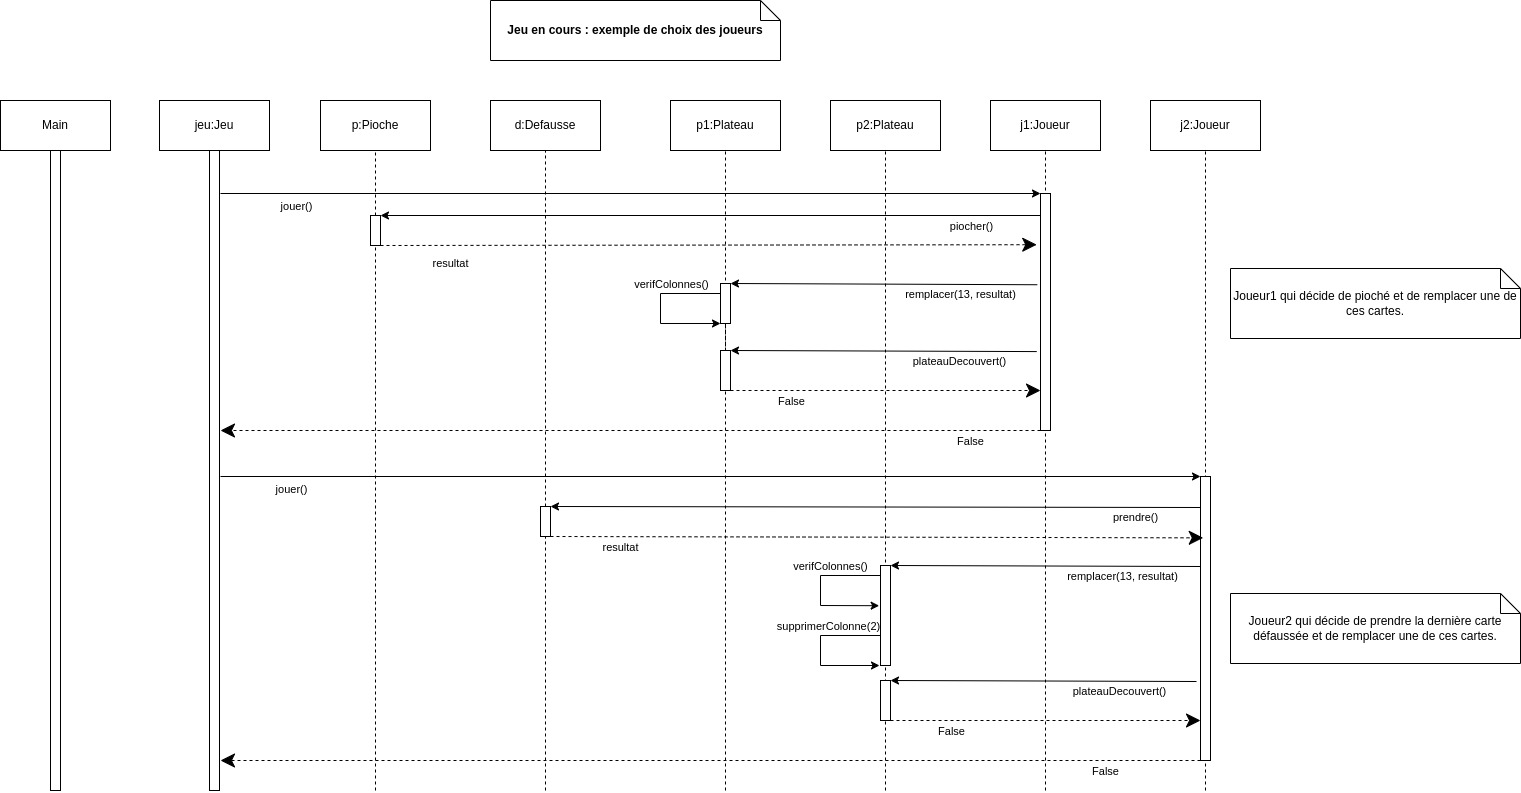 Jeu en cours : exemple de choix des joueurs
Main
jeu:Jeu
p:Pioche
d:Defausse
p1:Plateau
p2:Plateau
j1:Joueur
j2:Joueur
jouer()
piocher()
resultat
verifColonnes()
remplacer(13, resultat)
Joueur1 qui décide de pioché et de remplacer une de
ces cartes.
plateauDecouvert()
False
False
jouer()
prendre()
resultat
verifColonnes()
remplacer(13, resultat)
supprimerColonne(2)
Joueur2 qui décide de prendre la dernière carte
défaussée et de remplacer une de ces cartes.
plateauDecouvert()
False
False